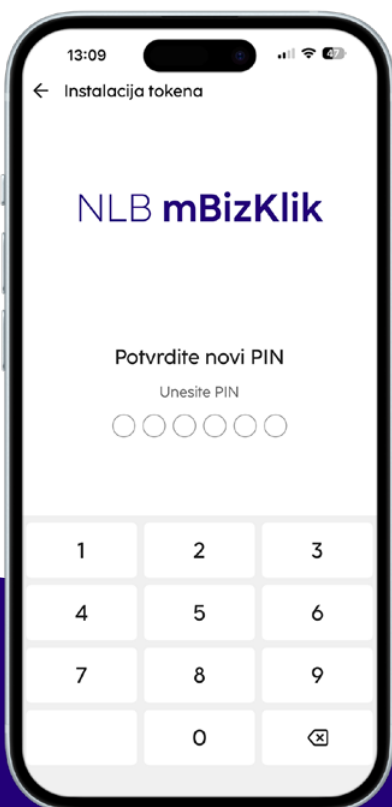 13:09
47
Instalacija tokena
NLB mBizKlik
Potvrdite novi PIN
Unesite PIN
1 2 3
4 5 6
7 8 9
0